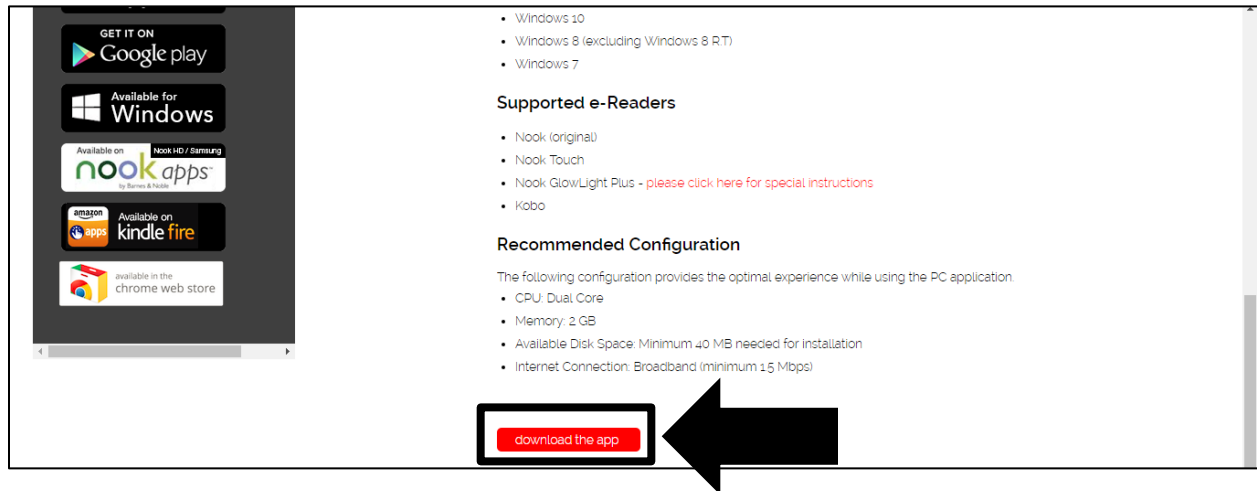 GET IT ON
Google play
Available for
Windows
Available on
Nook HD / Samsung
nook apps
by Barnes & Noble
amazon
apps
Available on
kindle fire
available in the
chrome web store
• Windows 10
• Windows 8 (excluding Windows 8 RT)
• Windows 7
Supported e-Readers
• Nook (original)
• Nook Touch
• Nook GlowLight Plus - please click here for special instructions
• Kobo
Recommended Configuration
The following configuration provides the optimal experience while using the PC application.
• CPU: Dual Core
• Memory: 2 GB
• Available Disk Space: Minimum 40 MB needed for installation
• Internet Connection: Broadband (minimum 1.5 Mbps)
download the app